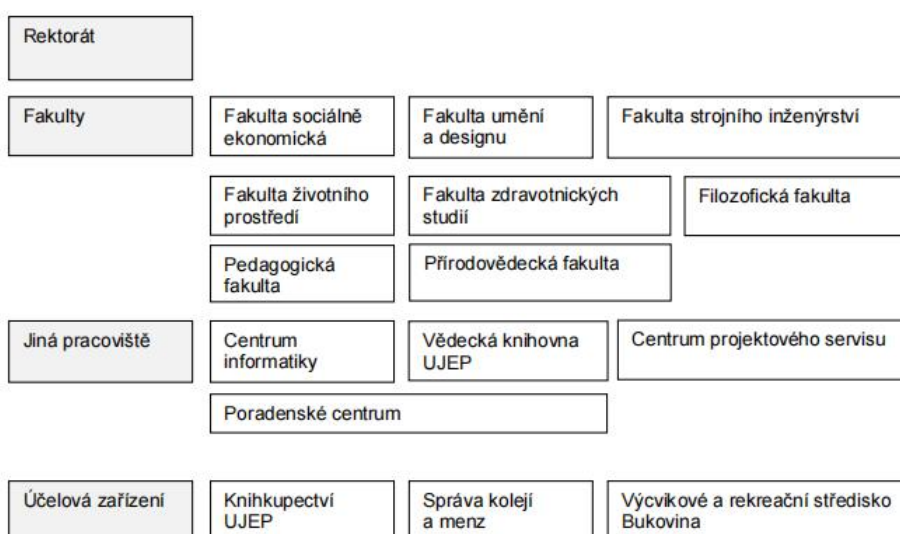 Rektorát
Fakulty
Fakulta sociálně
ekonomická
Fakulta umění
a designu
Fakulta strojního inženýrství
Fakulta životního
prostředí
Fakulta zdravotnických
studií
Filozofická fakulta
Pedagogická
fakulta
Přírodovědecká fakulta
Jiná pracoviště
Centrum
informatiky
Vědecká knihovna
UJEP
Centrum projektového servisu
Poradenské centrum
Účelová zařízení
Knihkupectví
UJEP
Správa kolejí
a menz
Výcvikové a rekreační středisko
Bukovina